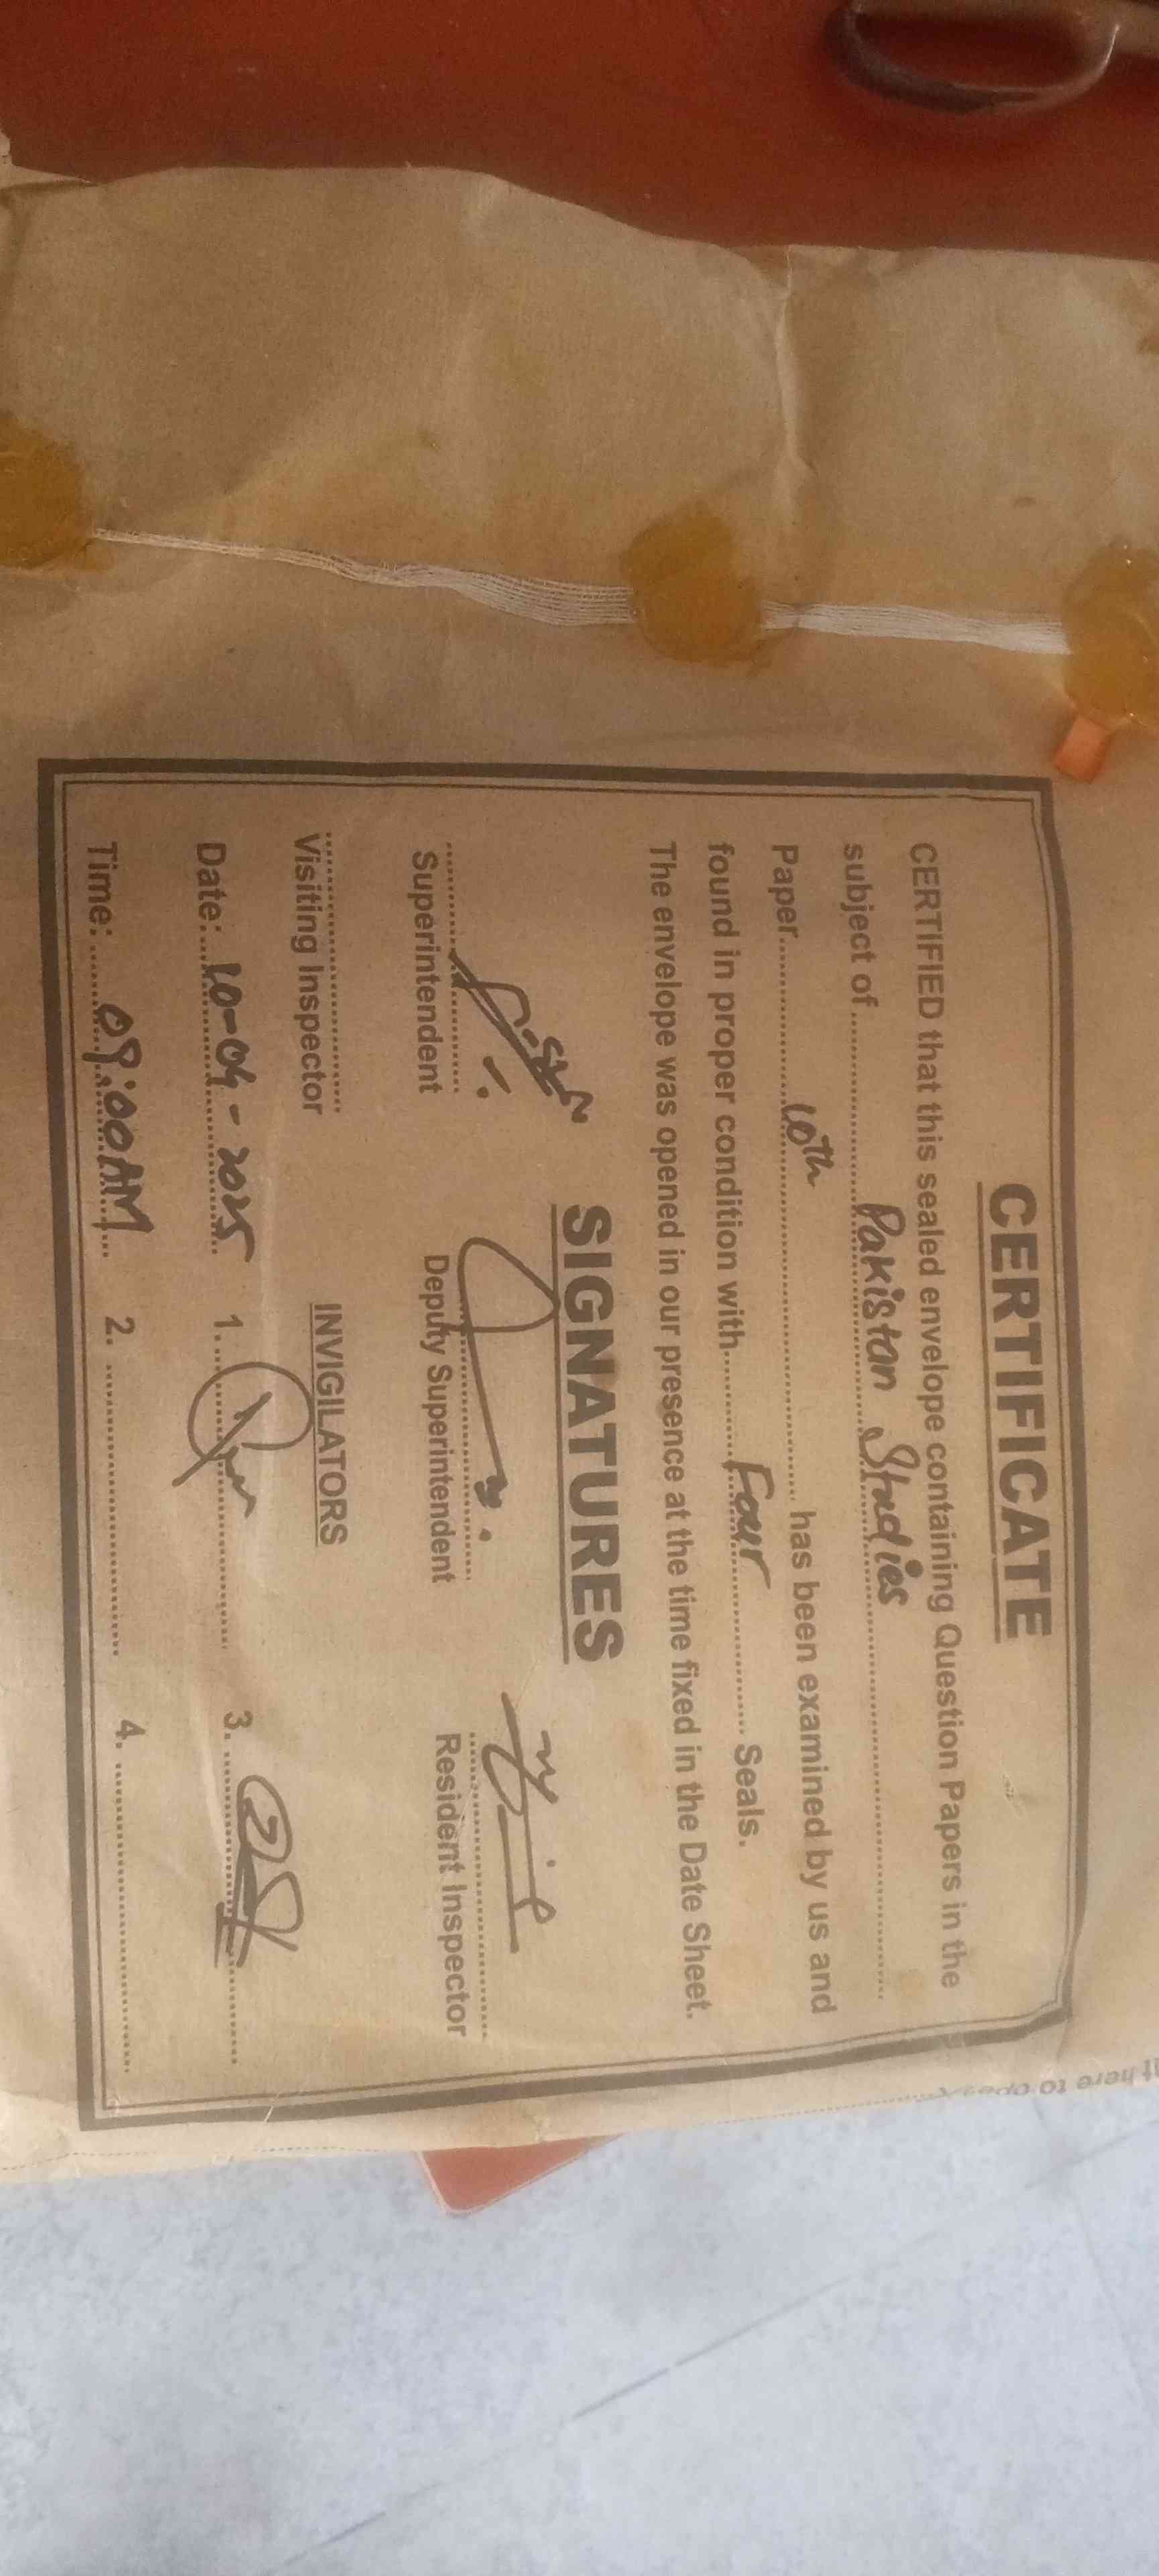 CERTIFICATE
CERTIFIED that this sealed envelope containing Question Papers in the
subject of.......... Pakistan Studies ..........
Paper.......... 10th .......... has been examined by us and
found in proper condition with.......... Four .......... Seals.
The envelope was opened in our presence at the time fixed in the Date Sheet.
SIGNATURES
Superintendent Deputy Superintendent Resident Inspector
Visiting Inspector INVIGILATORS
Date: 10-04-2025 1. 3.
Time: 09:00AM 2. 4.
here to open